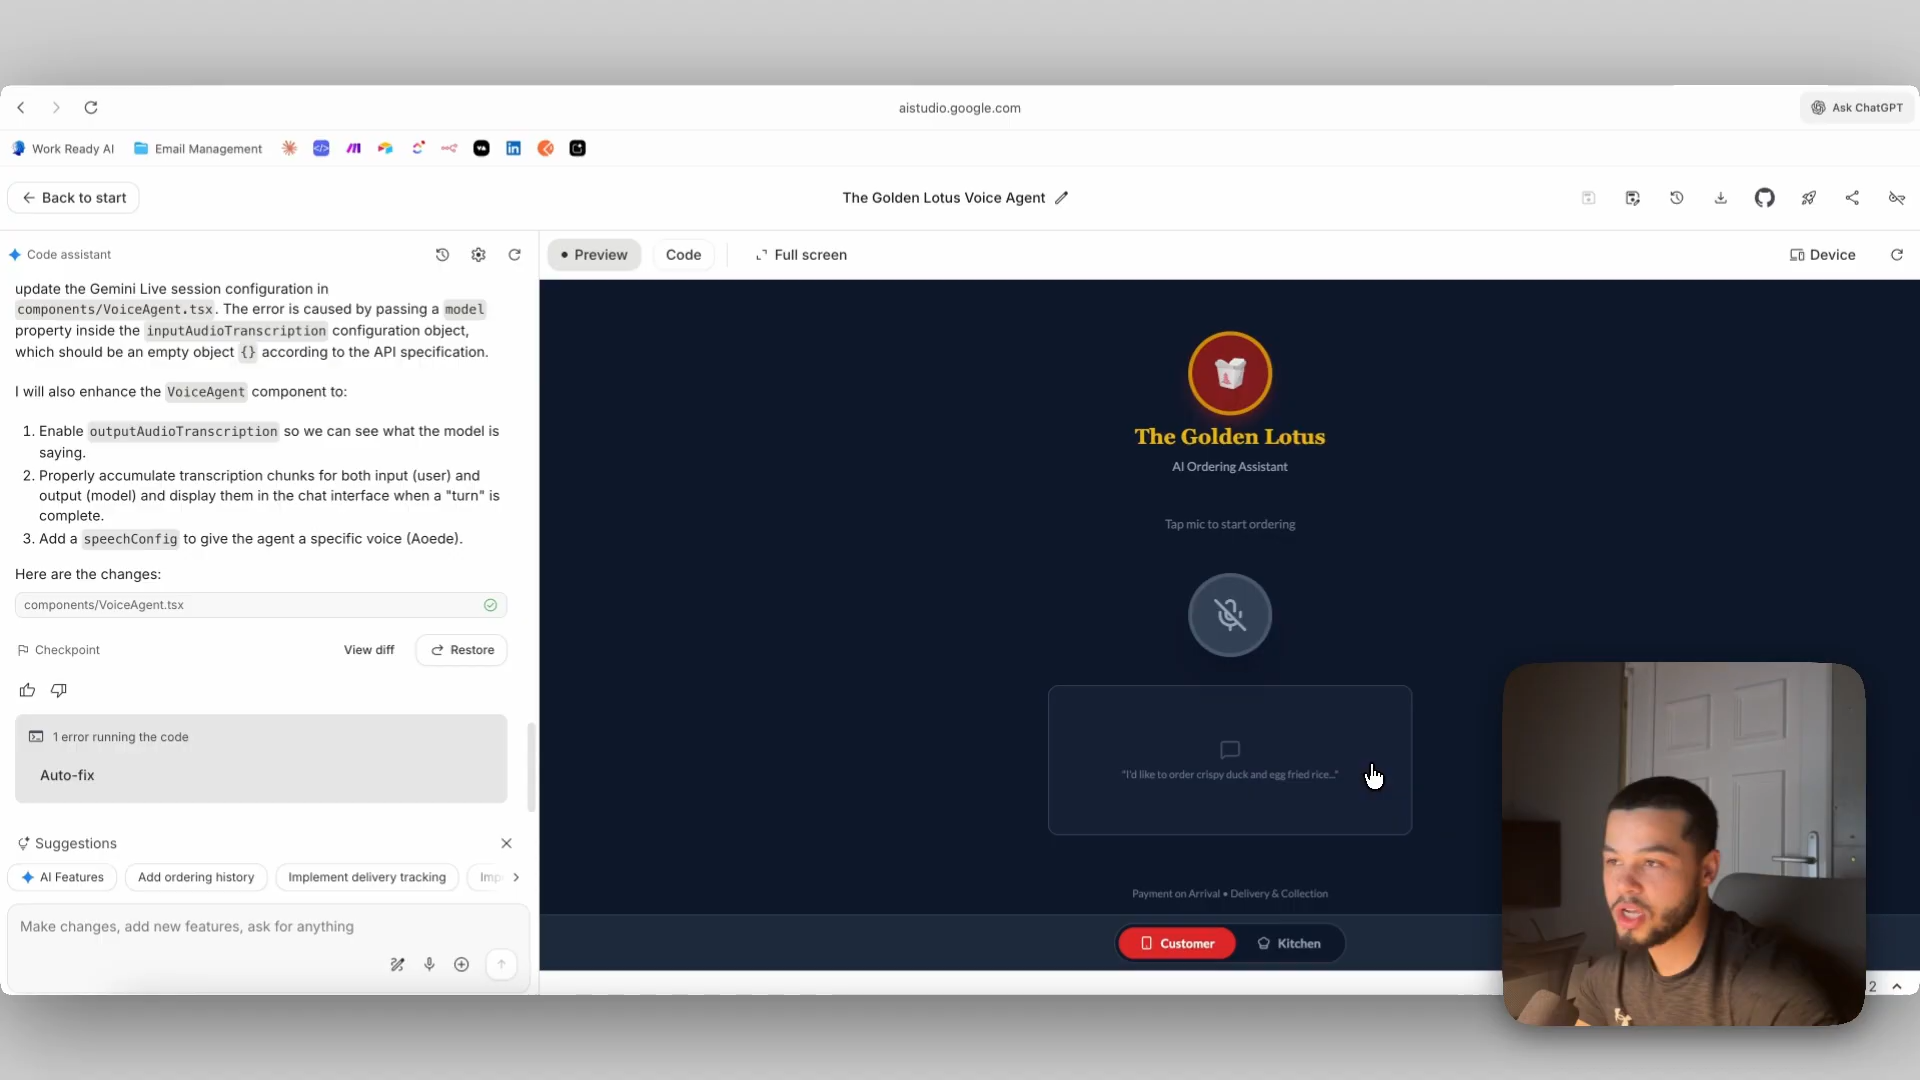 aistudio.google.com
Ask ChatGPT
Work Ready AI
Email Management
Back to start
The Golden Lotus Voice Agent
Code assistant
Preview
Code
Full screen
Device
update the Gemini Live session configuration in
components/VoiceAgent.tsx. The error is caused by passing a model
property inside the inputAudioTranscription configuration object,
which should be an empty object {} according to the API specification.
I will also enhance the VoiceAgent component to:
1. Enable outputAudioTranscription so we can see what the model is
saying.
2. Properly accumulate transcription chunks for both input (user) and
output (model) and display them in the chat interface when a "turn" is
complete.
3. Add a speechConfig to give the agent a specific voice (Aoede).
Here are the changes:
components/VoiceAgent.tsx
Checkpoint
View diff
Restore
1 error running the code
Auto-fix
Suggestions
AI Features
Add ordering history
Implement delivery tracking
Imp
Make changes, add new features, ask for anything
The Golden Lotus
AI Ordering Assistant
Tap mic to start ordering
"I'd like to order crispy duck and egg fried rice..."
Payment on Arrival • Delivery & Collection
Customer
Kitchen
2